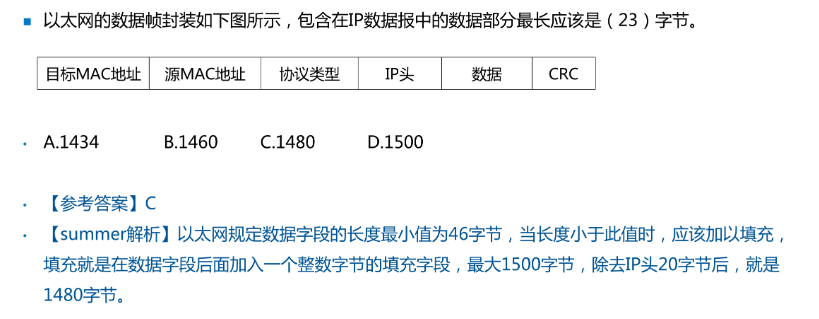 以太网的数据帧封装如下图所示，包含在IP数据报中的数据部分最长应该是（23）字节。
目标MAC地址 源MAC地址 协议类型 IP头 数据 CRC
A.1434 B.1460 C.1480 D.1500
【参考答案】C
【summer解析】以太网规定数据字段的长度最小值为46字节，当长度小于此值时，应该加以填充，
填充就是在数据字段后面加入一个整数字节的填充字段，最大1500字节，除去IP头20字节后，就是
1480字节。